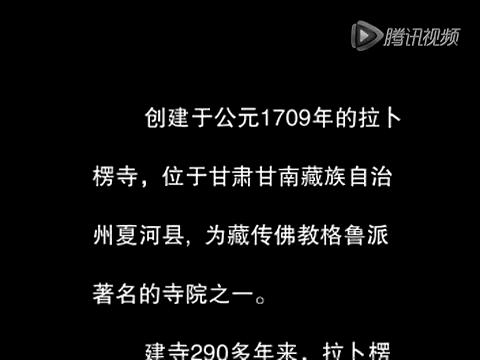 腾讯视频
创建于公元1709年的拉卜
楞寺，位于甘肃甘南藏族自治
州夏河县，为藏传佛教格鲁派
著名的寺院之一。
建寺290多年来，拉卜楞